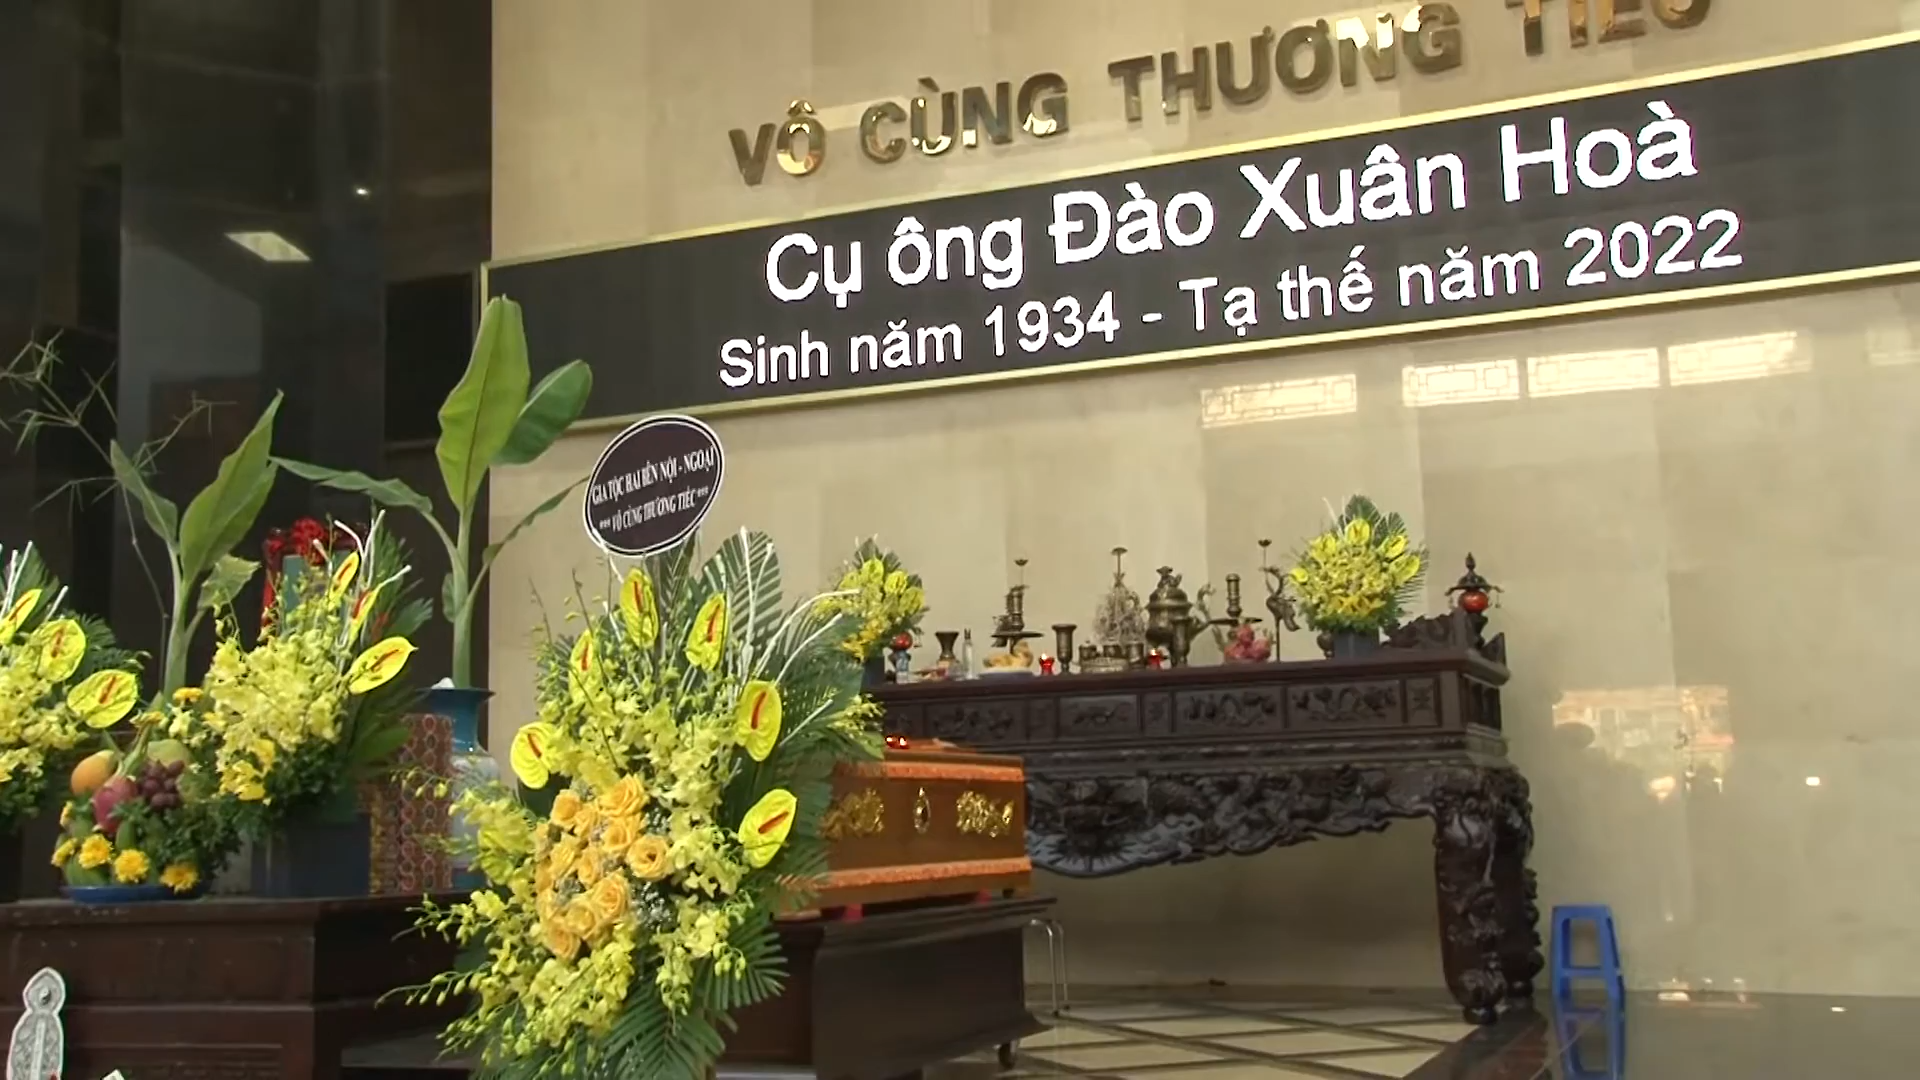 VÔ CÙNG THƯƠNG TIẾC
Cụ ông Đào Xuân Hoà
Sinh năm 1934 - Tạ thế năm 2022
GIA TỘC HAI BÊN NỘI - NGOẠI
*** VÔ CÙNG THƯƠNG TIẾC ***